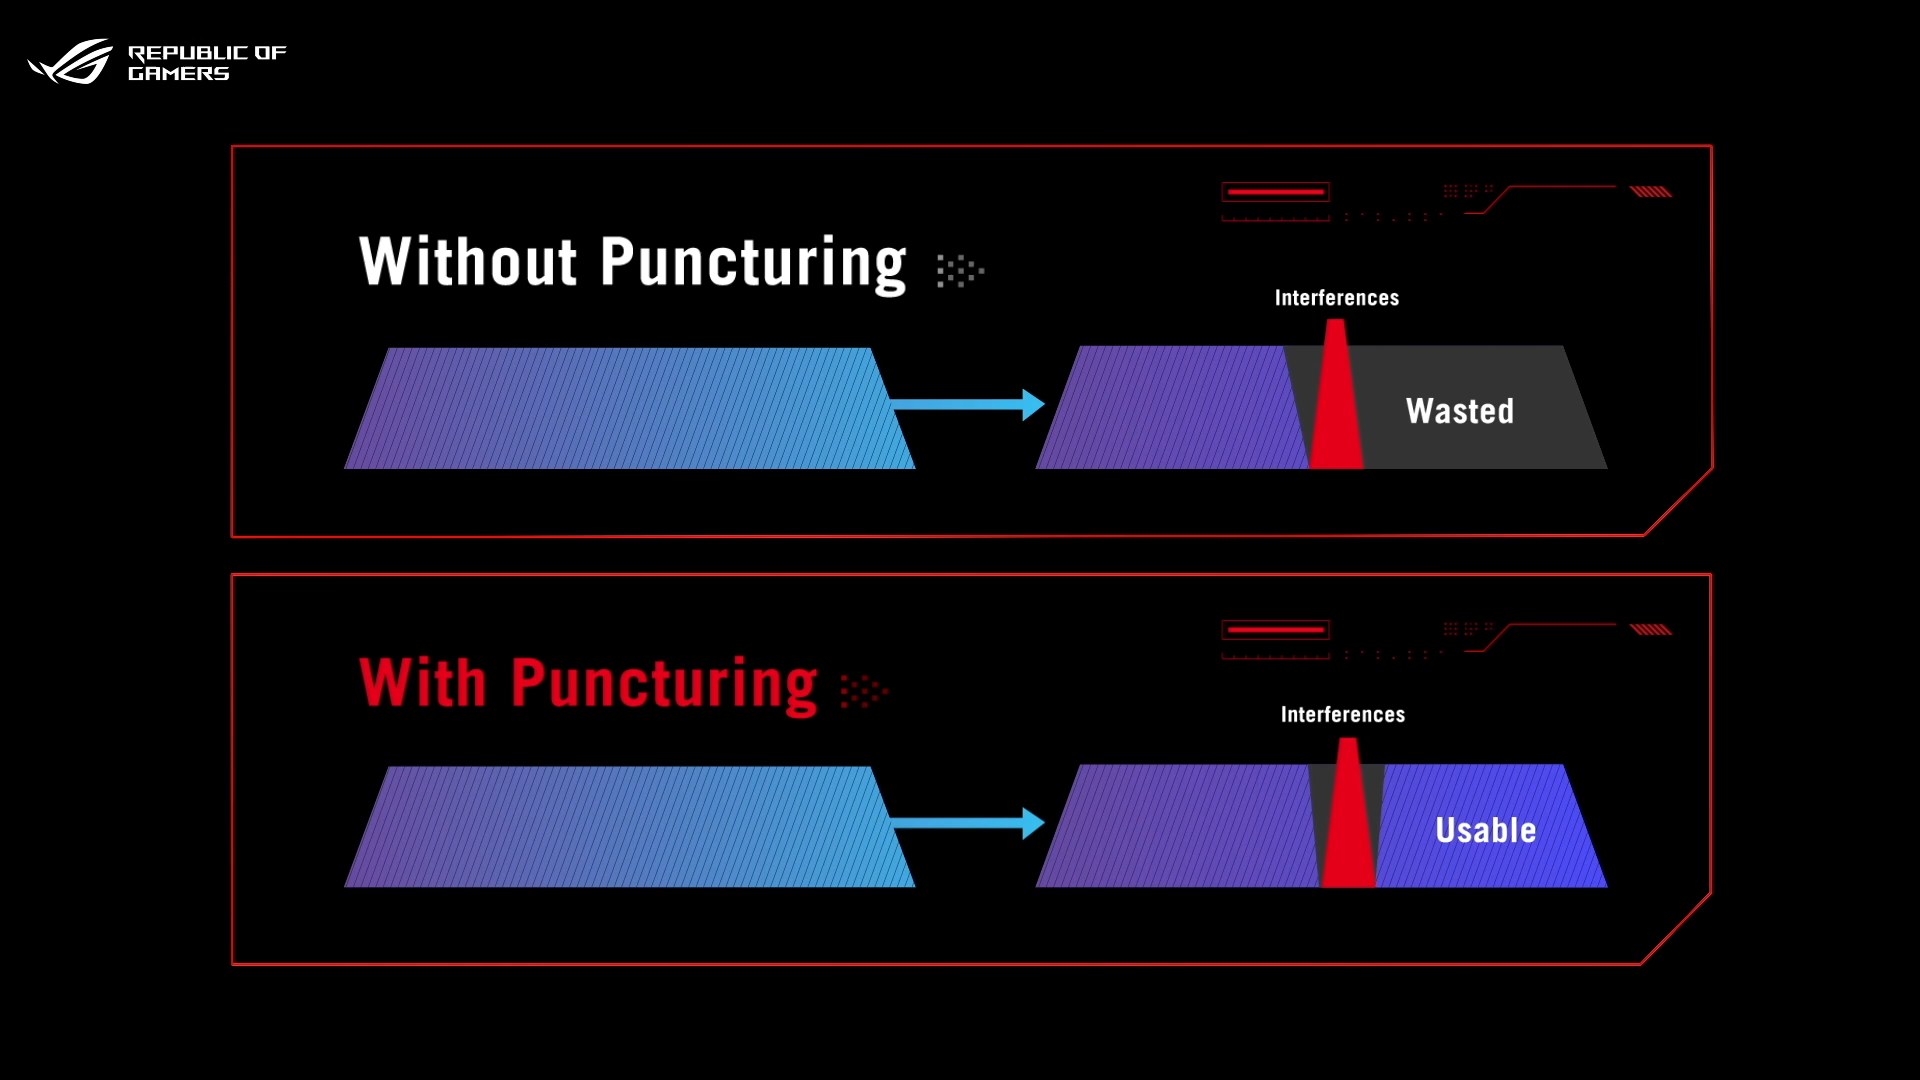 REPUBLIC OF
GAMERS
Without Puncturing
Interferences
Wasted
With Puncturing
Interferences
Usable